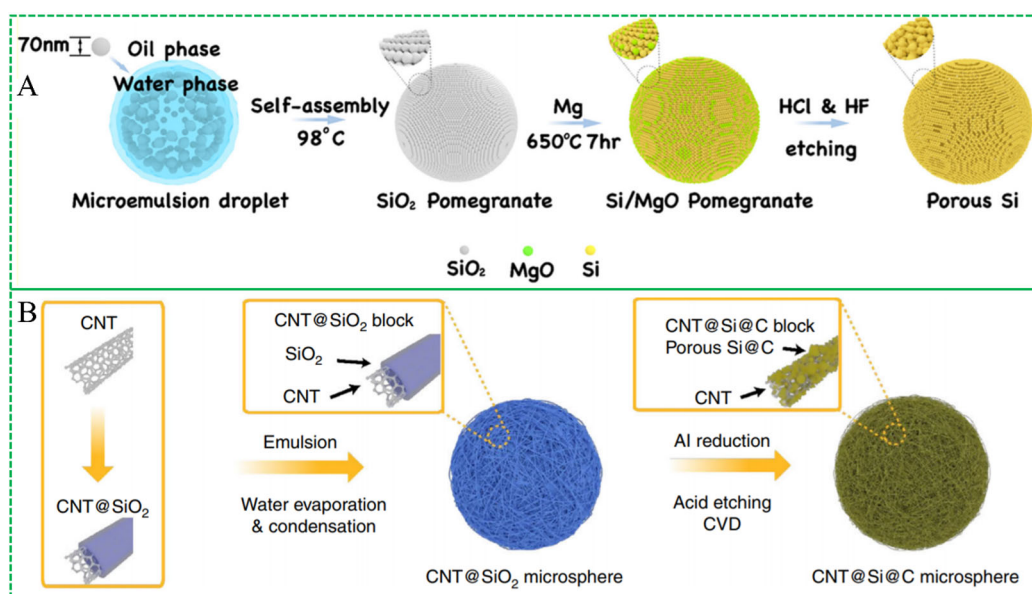 70nm
Oil phase
Water phase
A
Self-assembly
98°C
Mg
650°C 7hr
HCl & HF
etching
Microemulsion droplet
SiO₂ Pomegranate
Si/MgO Pomegranate
Porous Si
SiO₂
MgO
Si
B
CNT
CNT@SiO₂
CNT@SiO₂ block
SiO₂
CNT
Emulsion
Water evaporation
& condensation
CNT@SiO₂ microsphere
CNT@Si@C block
Porous Si@C
CNT
Al reduction
Acid etching
CVD
CNT@Si@C microsphere